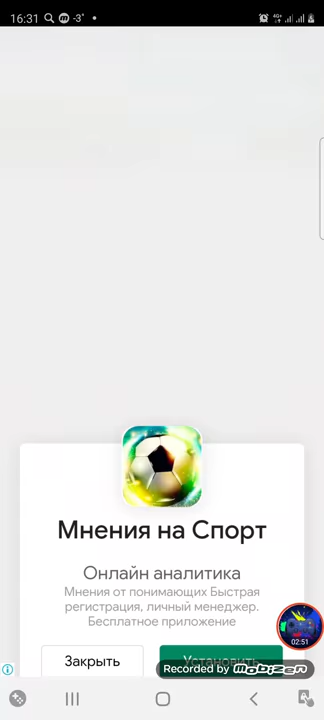 16:31 -3° 4G+
Мнения на Спорт
Онлайн аналитика
Мнения от понимающих Быстрая
регистрация, личный менеджер.
Бесплатное приложение
02:51
Закрыть Установить
Recorded by mobizen